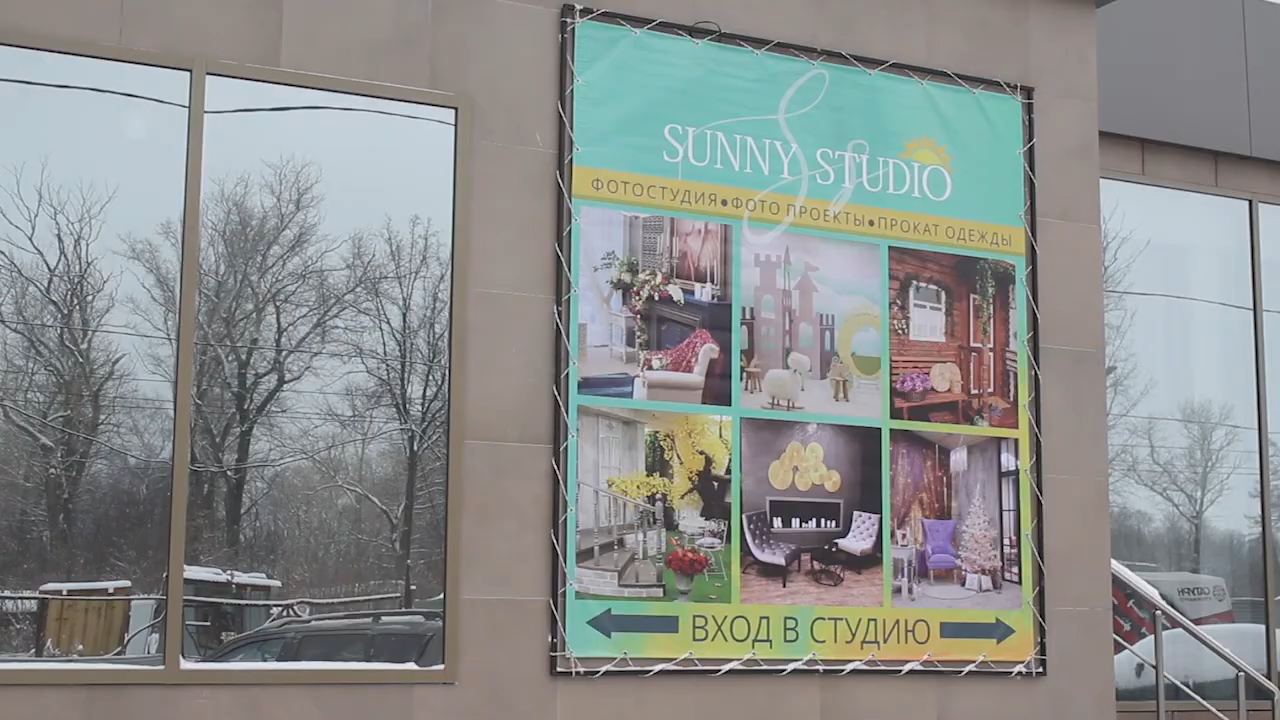 SUNNY STUDIO
ФОТОСТУДИЯ•ФОТО ПРОЕКТЫ•ПРОКАТ ОДЕЖДЫ
ВХОД В СТУДИЮ